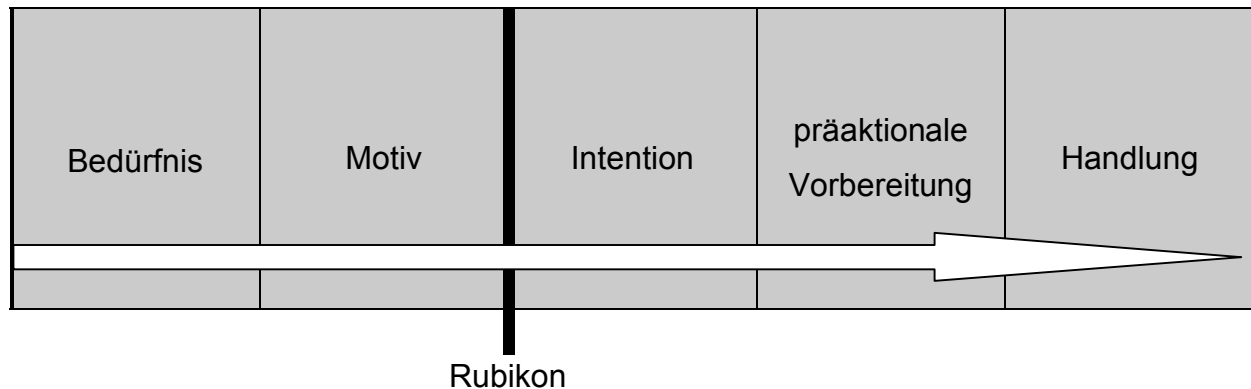 Bedürfnis
Motiv
Intention
präaktionale
Vorbereitung
Handlung
Rubikon